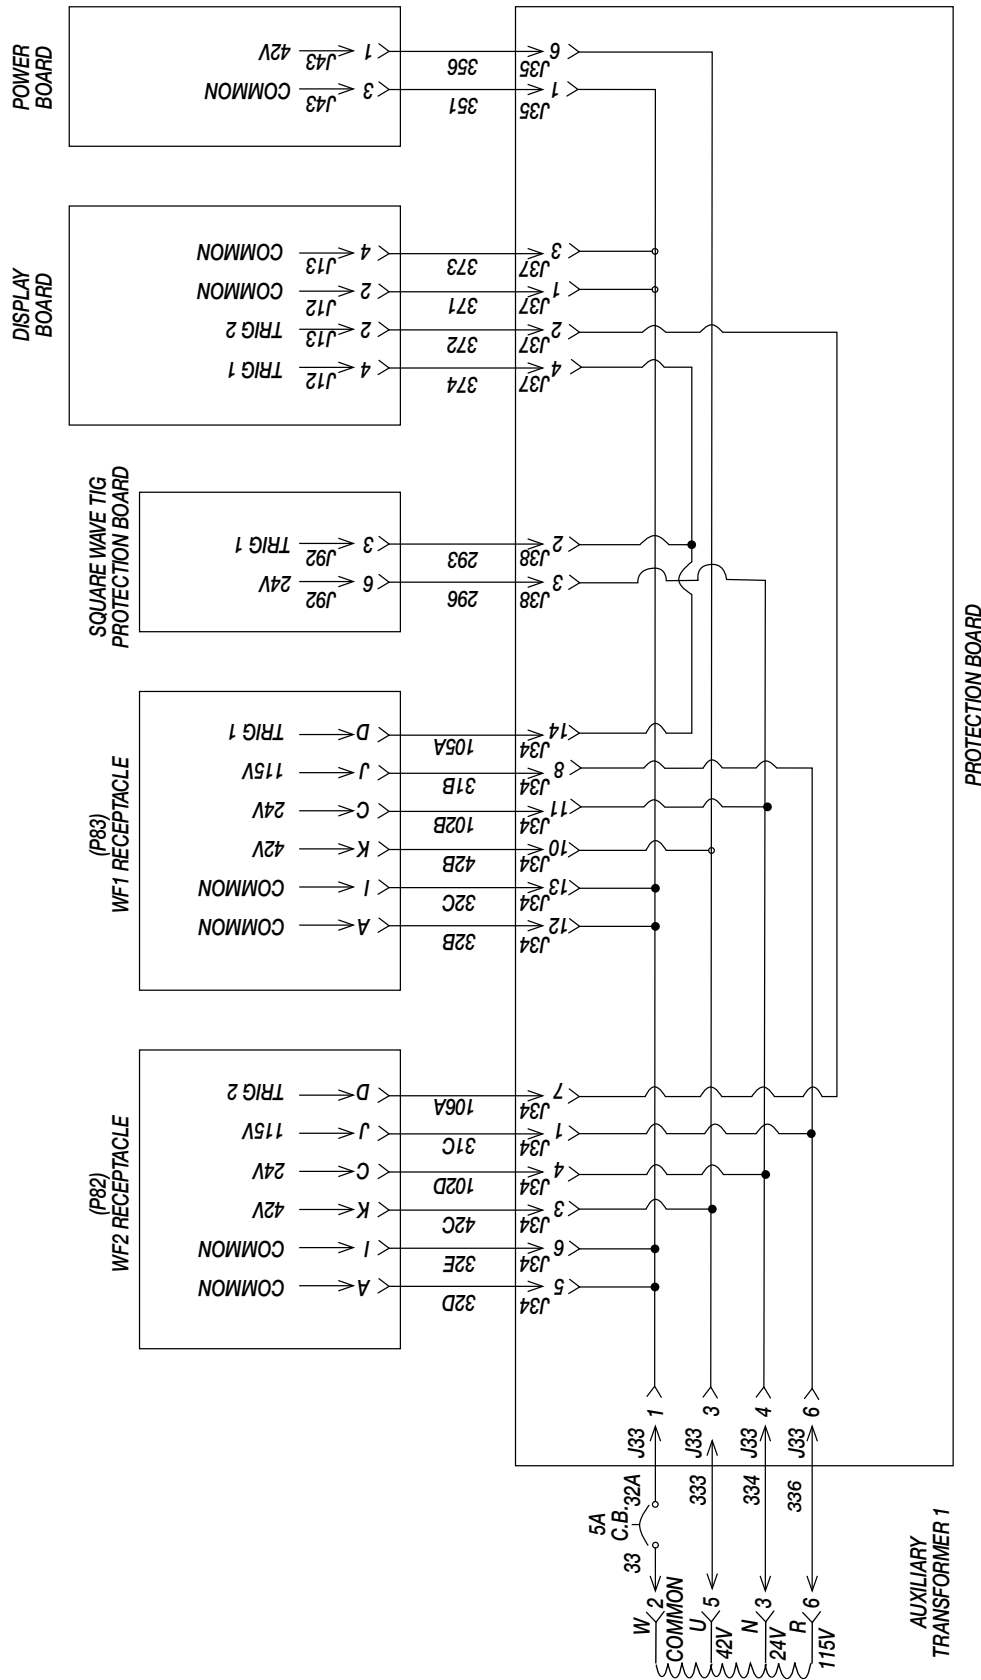 POWER
BOARD
42V
J43
1
356
J35
6
COMMON
J43
3
351
J35
1
DISPLAY
BOARD
COMMON
J13
4
373
J37
3
COMMON
J12
2
371
J37
1
TRIG 2
J13
2
372
J37
2
TRIG 1
J12
4
374
J37
4
SQUARE WAVE TIG
PROTECTION BOARD
TRIG 1
J92
3
293
J38
2
24V
J92
6
296
J38
3
(P83)
WF1 RECEPTACLE
TRIG 1
D
105A
J34
14
115V
J
31B
J34
8
24V
C
102B
J34
11
42V
K
42B
J34
10
COMMON
I
32C
J34
13
COMMON
A
32B
J34
12
(P82)
WF2 RECEPTACLE
TRIG 2
D
106A
J34
7
115V
J
31C
J34
1
24V
C
102D
J34
4
42V
K
42C
J34
3
COMMON
I
32E
J34
6
COMMON
A
32D
J34
5
PROTECTION BOARD
J33
1
J33
3
J33
4
J33
6
5A
C.B.
33
32A
333
334
336
W
2
COMMON
U
5
42V
N
3
24V
R
6
115V
AUXILIARY
TRANSFORMER 1